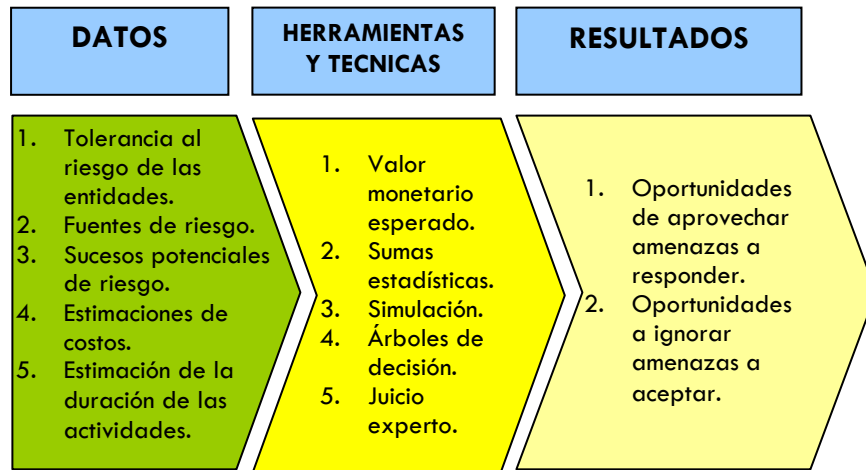 DATOS
HERRAMIENTAS
Y TECNICAS
RESULTADOS
1. Tolerancia al
riesgo de las
entidades.
2. Fuentes de riesgo.
3. Sucesos potenciales
de riesgo.
4. Estimaciones de
costos.
5. Estimación de la
duración de las
actividades.
1. Valor
monetario
esperado.
2. Sumas
estadísticas.
3. Simulación.
4. Árboles de
decisión.
5. Juicio
experto.
1. Oportunidades
de aprovechar
amenazas a
responder.
2. Oportunidades
a ignorar
amenazas a
aceptar.